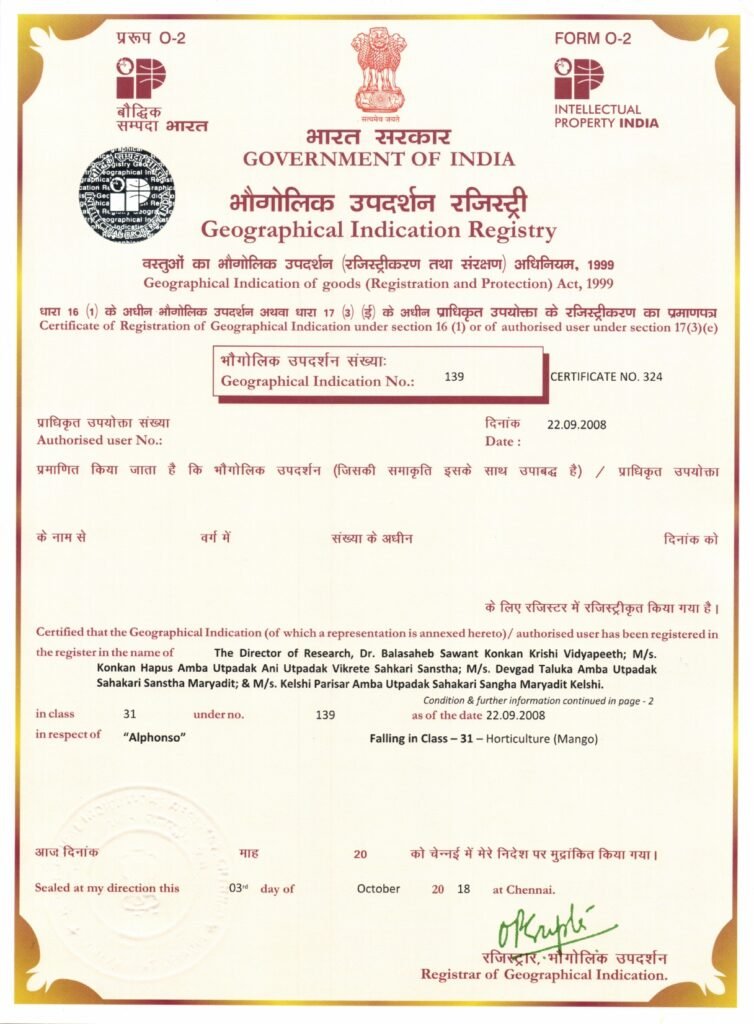 प्ररूप O-2
FORM O-2
बौद्धिक
सम्पदा भारत
सत्यमेव जयते
INTELLECTUAL
PROPERTY INDIA
भारत सरकार
GOVERNMENT OF INDIA
भौगोलिक उपदर्शन रजिस्ट्री
Geographical Indication Registry
वस्तुओं का भौगोलिक उपदर्शन (रजिस्ट्रीकरण तथा संरक्षण) अधिनियम, 1999
Geographical Indication of goods (Registration and Protection) Act, 1999
धारा 16 (1) के अधीन भौगोलिक उपदर्शन अथवा धारा 17 (3) (ई) के अधीन प्राधिकृत उपयोक्ता के रजिस्ट्रीकरण का प्रमाणपत्र
Certificate of Registration of Geographical Indication under section 16 (1) or of authorised user under section 17(3)(e)
भौगोलिक उपदर्शन संख्याः
Geographical Indication No.: 139 CERTIFICATE NO. 324
प्राधिकृत उपयोक्ता संख्या दिनांक 22.09.2008
Authorised user No.: Date :
प्रमाणित किया जाता है कि भौगोलिक उपदर्शन (जिसकी समाकृति इसके साथ उपाबद्ध है) / प्राधिकृत उपयोक्ता
के नाम से वर्ग में संख्या के अधीन दिनांक को
के लिए रजिस्टर में रजिस्ट्रीकृत किया गया है।
Certified that the Geographical Indication (of which a representation is annexed hereto)/ authorised user has been registered in
the register in the name of The Director of Research, Dr. Balasaheb Sawant Konkan Krishi Vidyapeeth; M/s.
Konkan Hapus Amba Utpadak Ani Utpadak Vikrete Sahkari Sanstha; M/s. Devgad Taluka Amba Utpadak
Sahakari Sanstha Maryadit; & M/s. Kelshi Parisar Amba Utpadak Sahakari Sangha Maryadit Kelshi.
Condition & further information continued in page - 2
in class 31 under no. 139 as of the date 22.09.2008
in respect of “Alphonso” Falling in Class – 31 – Horticulture (Mango)
आज दिनांक माह 20 को चेन्नई में मेरे निदेश पर मुद्रांकित किया गया।
Sealed at my direction this 03rd day of October 20 18 at Chennai.
रजिस्ट्रार, भौगोलिक उपदर्शन
Registrar of Geographical Indication.